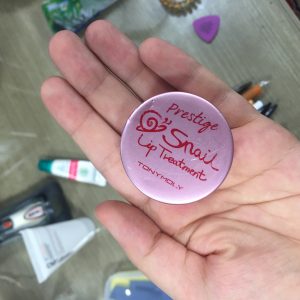 Prestige
Snail
Lip Treatment
TONYMOLY